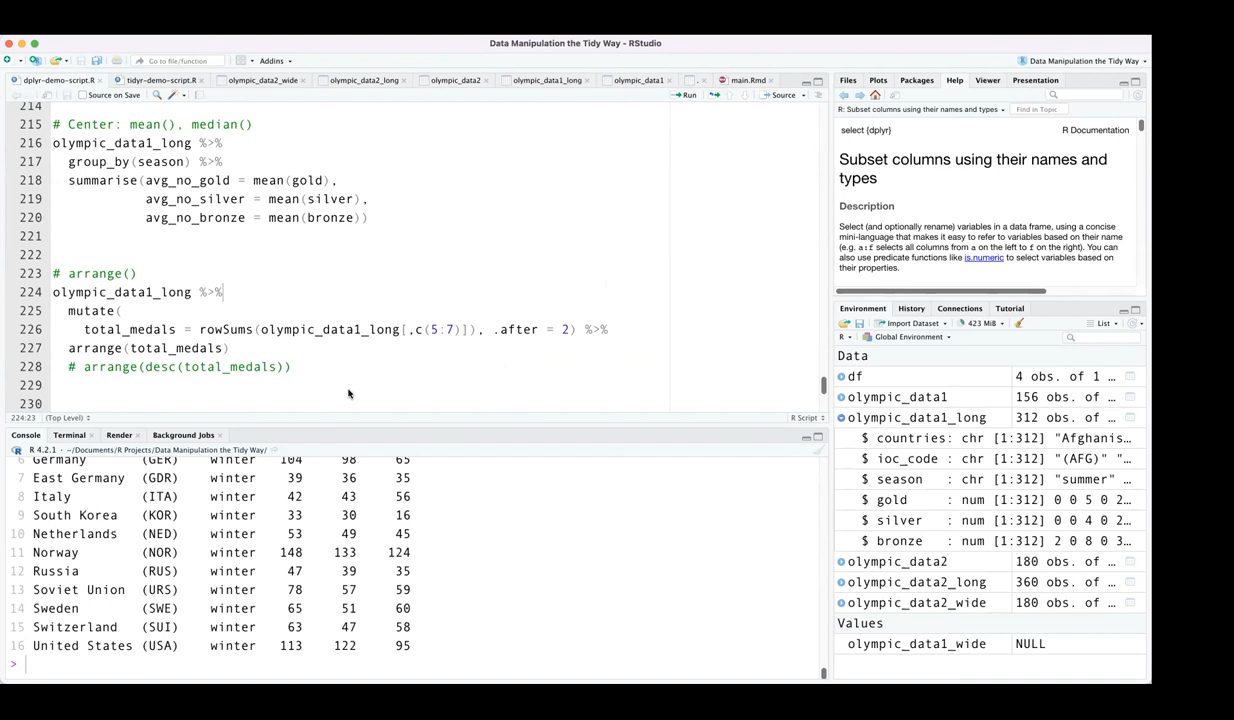 Data Manipulation the Tidy Way - RStudio
Go to file/function
Addins
Data Manipulation the Tidy Way
dplyr-demo-script.R
tidyr-demo-script.R
olympic_data2_wide
olympic_data2_long
olympic_data2
olympic_data1_long
olympic_data1
main.Rmd
Source on Save
Run
Source
214
215 # Center: mean(), median()
216 olympic_data1_long %>%
217 group_by(season) %>%
218 summarise(avg_no_gold = mean(gold),
219 avg_no_silver = mean(silver),
220 avg_no_bronze = mean(bronze))
221
222
223 # arrange()
224 olympic_data1_long %>%
225 mutate(
226 total_medals = rowSums(olympic_data1_long[,c(5:7)]), .after = 2) %>%
227 arrange(total_medals)
228 # arrange(desc(total_medals))
229
230
224:23 (Top Level) R Script
Console Terminal Render Background Jobs
R 4.2.1 · ~/Documents/R Projects/Data Manipulation the Tidy Way/
6 Germany (GER) winter 104 98 65
7 East Germany (GDR) winter 39 36 35
8 Italy (ITA) winter 42 43 56
9 South Korea (KOR) winter 33 30 16
10 Netherlands (NED) winter 53 49 45
11 Norway (NOR) winter 148 133 124
12 Russia (RUS) winter 47 39 35
13 Soviet Union (URS) winter 78 57 59
14 Sweden (SWE) winter 65 51 60
15 Switzerland (SUI) winter 63 47 58
16 United States (USA) winter 113 122 95
>
Files Plots Packages Help Viewer Presentation
R: Subset columns using their names and types
Find in Topic
select {dplyr} R Documentation
Subset columns using their names and
types
Description
Select (and optionally rename) variables in a data frame, using a concise
mini-language that makes it easy to refer to variables based on their name
(e.g. a:f selects all columns from a on the left to f on the right). You can
also use predicate functions like is.numeric to select variables based on
their properties.
Environment History Connections Tutorial
Import Dataset 423 MiB List
R Global Environment
Data
df 4 obs. of 1 …
olympic_data1 156 obs. of …
olympic_data1_long 312 obs. of …
$ countries: chr [1:312] "Afghanis…
$ ioc_code : chr [1:312] "(AFG)" "…
$ season : chr [1:312] "summer" …
$ gold : num [1:312] 0 0 5 0 2…
$ silver : num [1:312] 0 0 4 0 2…
$ bronze : num [1:312] 2 0 8 0 3…
olympic_data2 180 obs. of …
olympic_data2_long 360 obs. of …
olympic_data2_wide 180 obs. of …
Values
olympic_data1_wide NULL